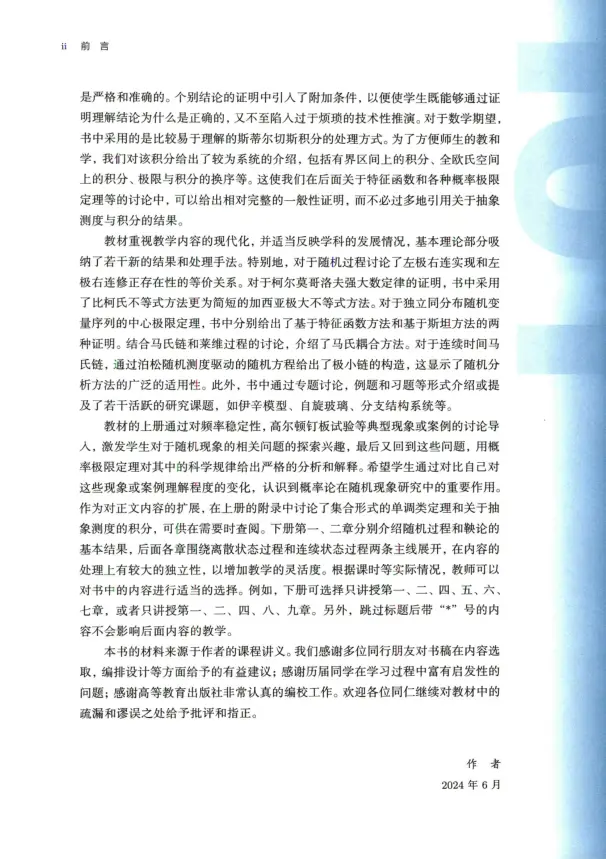 ii 前 言
是严格和准确的。个别结论的证明中引入了附加条件，以便使学生既能够通过证
明理解结论为什么是正确的，又不至陷入过于烦琐的技术性推演。对于数学期望，
书中采用的是比较易于理解的斯蒂尔切斯积分的处理方式。为了方便师生的教和
学，我们对该积分给出了较为系统的介绍，包括有界区间上的积分、全欧氏空间
上的积分、极限与积分的换序等。这使我们在后面关于特征函数和各种概率极限
定理等的讨论中，可以给出相对完整的一般性证明，而不必过多地引用关于抽象
测度与积分的结果。
教材重视教学内容的现代化，并适当反映学科的发展情况，基本理论部分吸
纳了若干新的结果和处理手法。特别地，对于随机过程讨论了左极右连实现和左
极右连修正存在性的等价关系。对于柯尔莫哥洛夫强大数定律的证明，书中采用
了比柯氏不等式方法更为简短的加西亚极大不等式方法。对于独立同分布随机变
量序列的中心极限定理，书中分别给出了基于特征函数方法和基于斯坦方法的两
种证明。结合马氏链和莱维过程的讨论，介绍了马氏耦合方法。对于连续时间马
氏链，通过泊松随机测度驱动的随机方程给出了极小链的构造，这显示了随机分
析方法的广泛的适用性。此外，书中通过专题讨论，例题和习题等形式介绍或提
及了若干活跃的研究课题，如伊辛模型、自旋玻璃、分支结构系统等。
教材的上册通过对频率稳定性，高尔顿钉板试验等典型现象或案例的讨论导
入，激发学生对于随机现象的相关问题的探索兴趣，最后又回到这些问题，用概
率极限定理对其中的科学规律给出严格的分析和解释。希望学生通过对比自己对
这些现象或案例理解程度的变化，认识到概率论在随机现象研究中的重要作用。
作为对正文内容的扩展，在上册的附录中讨论了集合形式的单调类定理和关于抽
象测度的积分，可供在需要时查阅。下册第一、二章分别介绍随机过程和鞅论的
基本结果，后面各章围绕离散状态过程和连续状态过程两条主线展开，在内容的
处理上有较大的独立性，以增加教学的灵活度。根据课时等实际情况，教师可以
对书中的内容进行适当的选择。例如，下册可选择只讲授第一、二、四、五、六、
七章，或者只讲授第一、二、四、八、九章。另外，跳过标题后带“*”号的内
容不会影响后面内容的教学。
本书的材料来源于作者的课程讲义。我们感谢多位同行朋友对书稿在内容选
取，编排设计等方面给予的有益建议；感谢历届同学在学习过程中富有启发性的
问题；感谢高等教育出版社非常认真的编校工作。欢迎各位同仁继续对教材中的
疏漏和谬误之处给予批评和指正。
作 者
2024 年 6 月